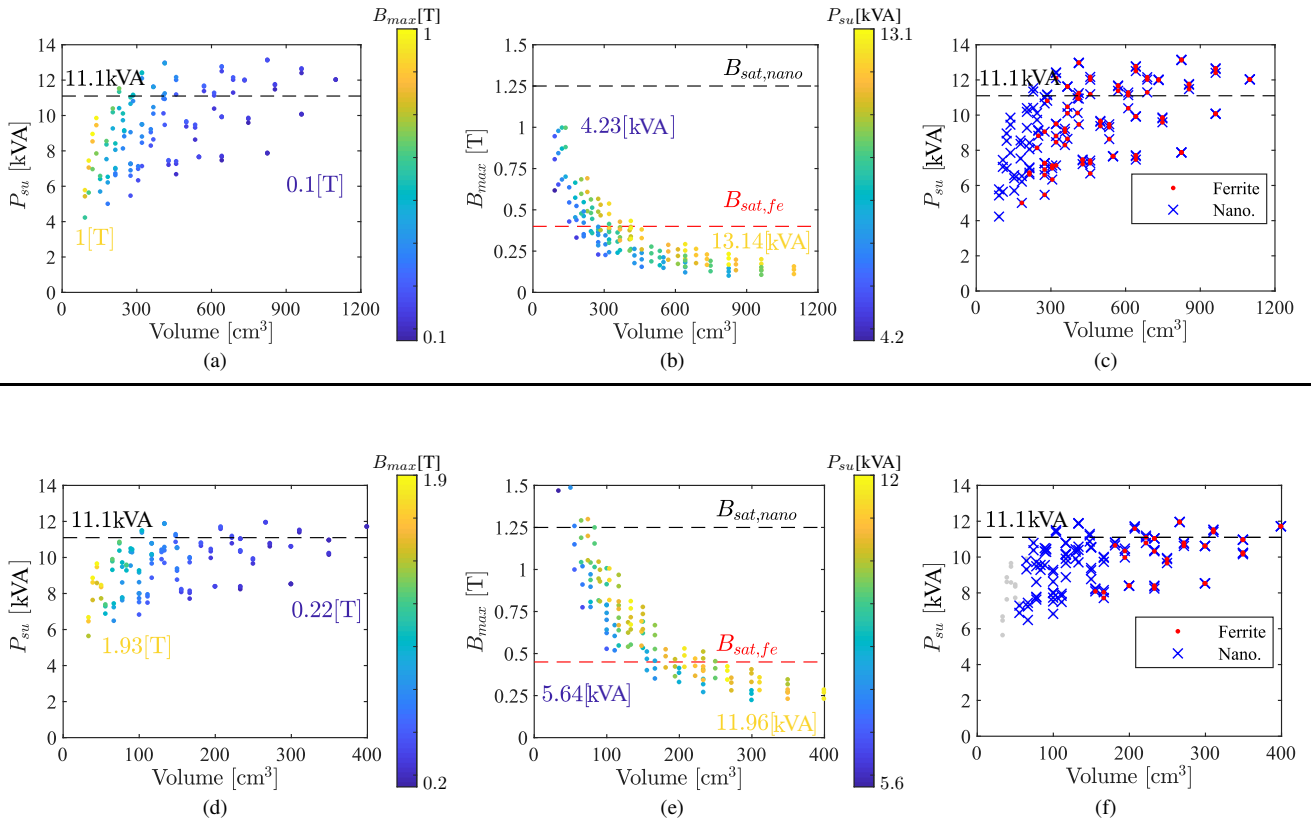 B_max[T]
1
0.1
14
12
10
8
6
4
2
0
P_su [kVA]
11.1kVA
1[T]
0.1[T]
0 300 600 900 1200
Volume [cm³]
(a)
1.5
1.25
1
0.75
0.5
0.25
0
B_max [T]
B_sat,nano
4.23[kVA]
B_sat,fe
13.14[kVA]
0 300 600 900 1200
Volume [cm³]
(b)
P_su[kVA]
13.1
4.2
14
12
10
8
6
4
2
0
P_su [kVA]
11.1kVA
Ferrite
Nano.
0 300 600 900 1200
Volume [cm³]
(c)
B_max[T]
1.9
0.2
14
12
10
8
6
4
2
0
P_su [kVA]
11.1kVA
0.22[T]
1.93[T]
0 100 200 300 400
Volume [cm³]
(d)
1.5
1.25
1
0.75
0.5
0.25
0
B_max [T]
B_sat,nano
B_sat,fe
5.64[kVA]
11.96[kVA]
0 100 200 300 400
Volume [cm³]
(e)
P_su[kVA]
12
5.6
14
12
10
8
6
4
2
0
P_su [kVA]
11.1kVA
Ferrite
Nano.
0 100 200 300 400
Volume [cm³]
(f)